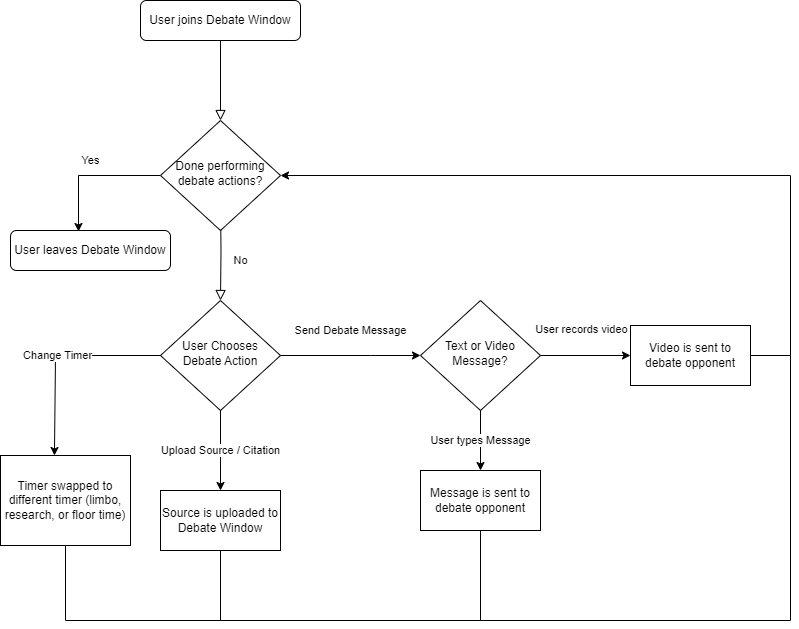 User joins Debate Window
Yes
Done performing
debate actions?
User leaves Debate Window
No
Send Debate Message
User records video
Change Timer
User Chooses
Debate Action
Text or Video
Message?
Video is sent to
debate opponent
User types Message
Upload Source / Citation
Timer swapped to
different timer (limbo,
research, or floor time)
Source is uploaded to
Debate Window
Message is sent to
debate opponent